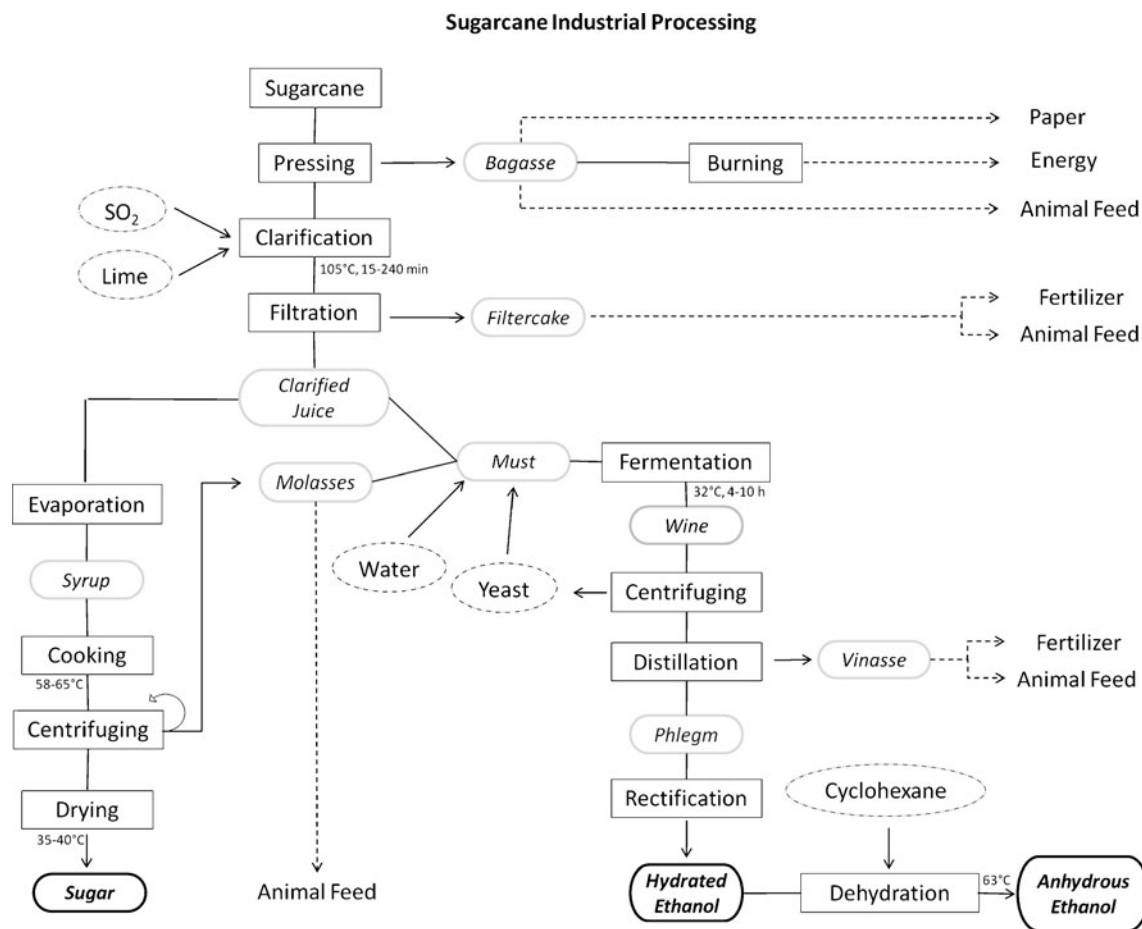 Sugarcane Industrial Processing
Sugarcane
Paper
Pressing
Bagasse
Burning
Energy
SO₂
Animal Feed
Clarification
Lime
105°C, 15-240 min
Filtration
Filtercake
Fertilizer
Animal Feed
Clarified
Juice
Must
Fermentation
Molasses
32°C, 4-10 h
Evaporation
Wine
Syrup
Water
Yeast
Centrifuging
Cooking
58-65°C
Distillation
Vinasse
Fertilizer
Animal Feed
Centrifuging
Phlegm
Drying
35-40°C
Rectification
Cyclohexane
Sugar
Animal Feed
Hydrated
Ethanol
Dehydration
63°C
Anhydrous
Ethanol